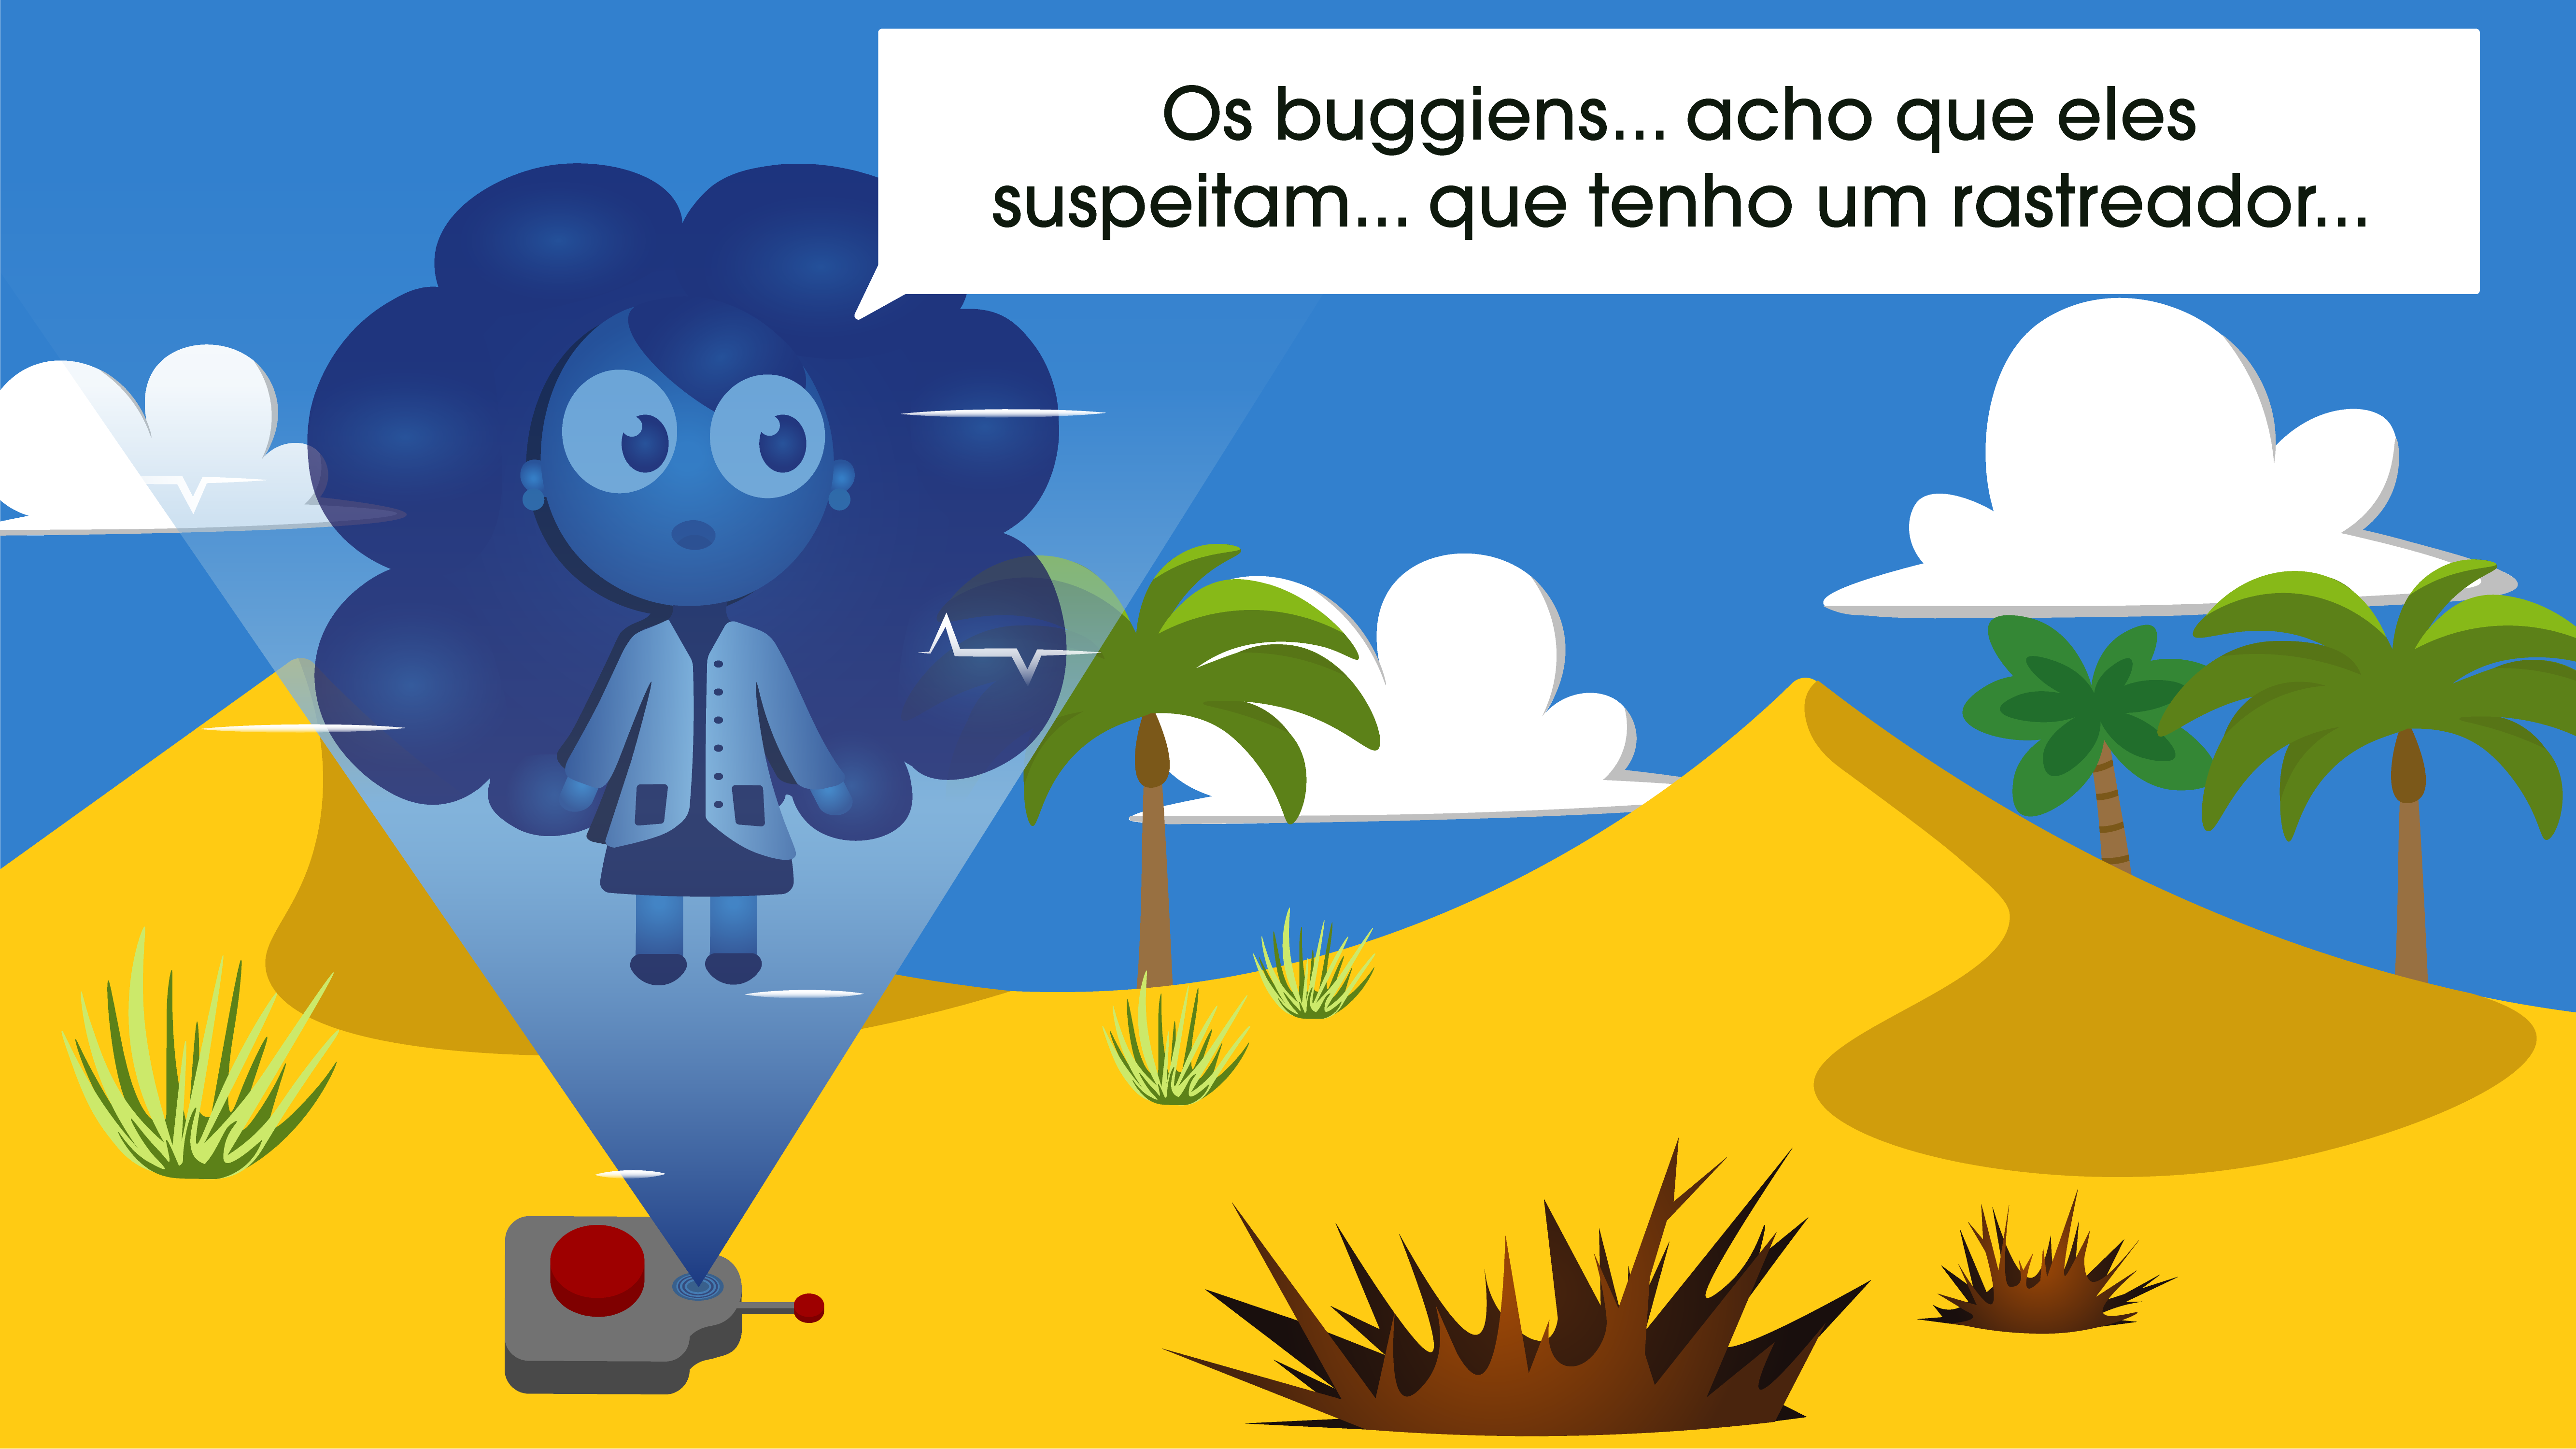 Os buggiens... acho que eles
suspeitam... que tenho um rastreador...